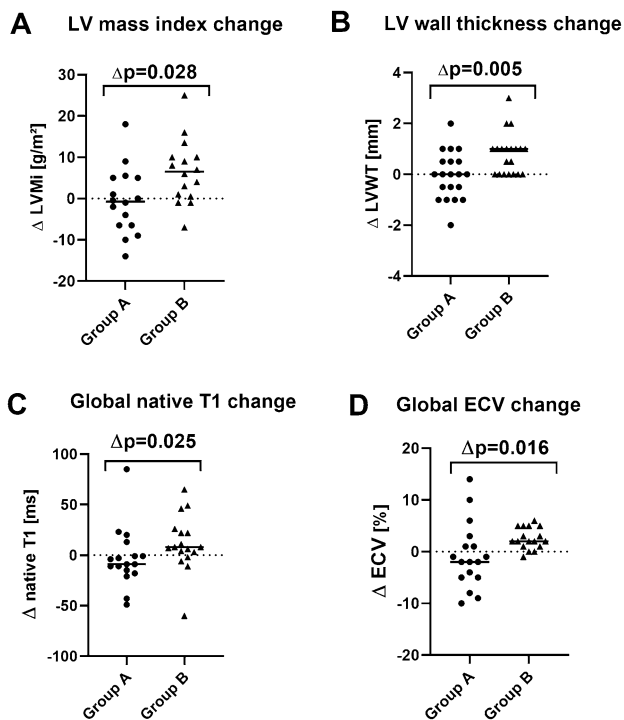 A
LV mass index change
Δp=0.028
Δ LVMi [g/m²]
30
20
10
0
-10
-20
Group A
Group B
B
LV wall thickness change
Δp=0.005
Δ LVWT [mm]
4
2
0
-2
-4
Group A
Group B
C
Global native T1 change
Δp=0.025
Δ native T1 [ms]
100
50
0
-50
-100
Group A
Group B
D
Global ECV change
Δp=0.016
Δ ECV [%]
20
10
0
-10
-20
Group A
Group B